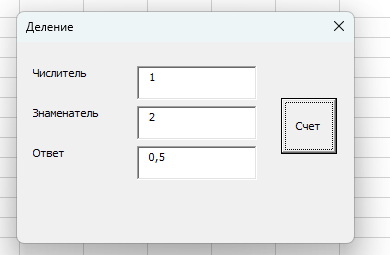 Деление
Числитель 1
Знаменатель 2
Счет
Ответ 0,5